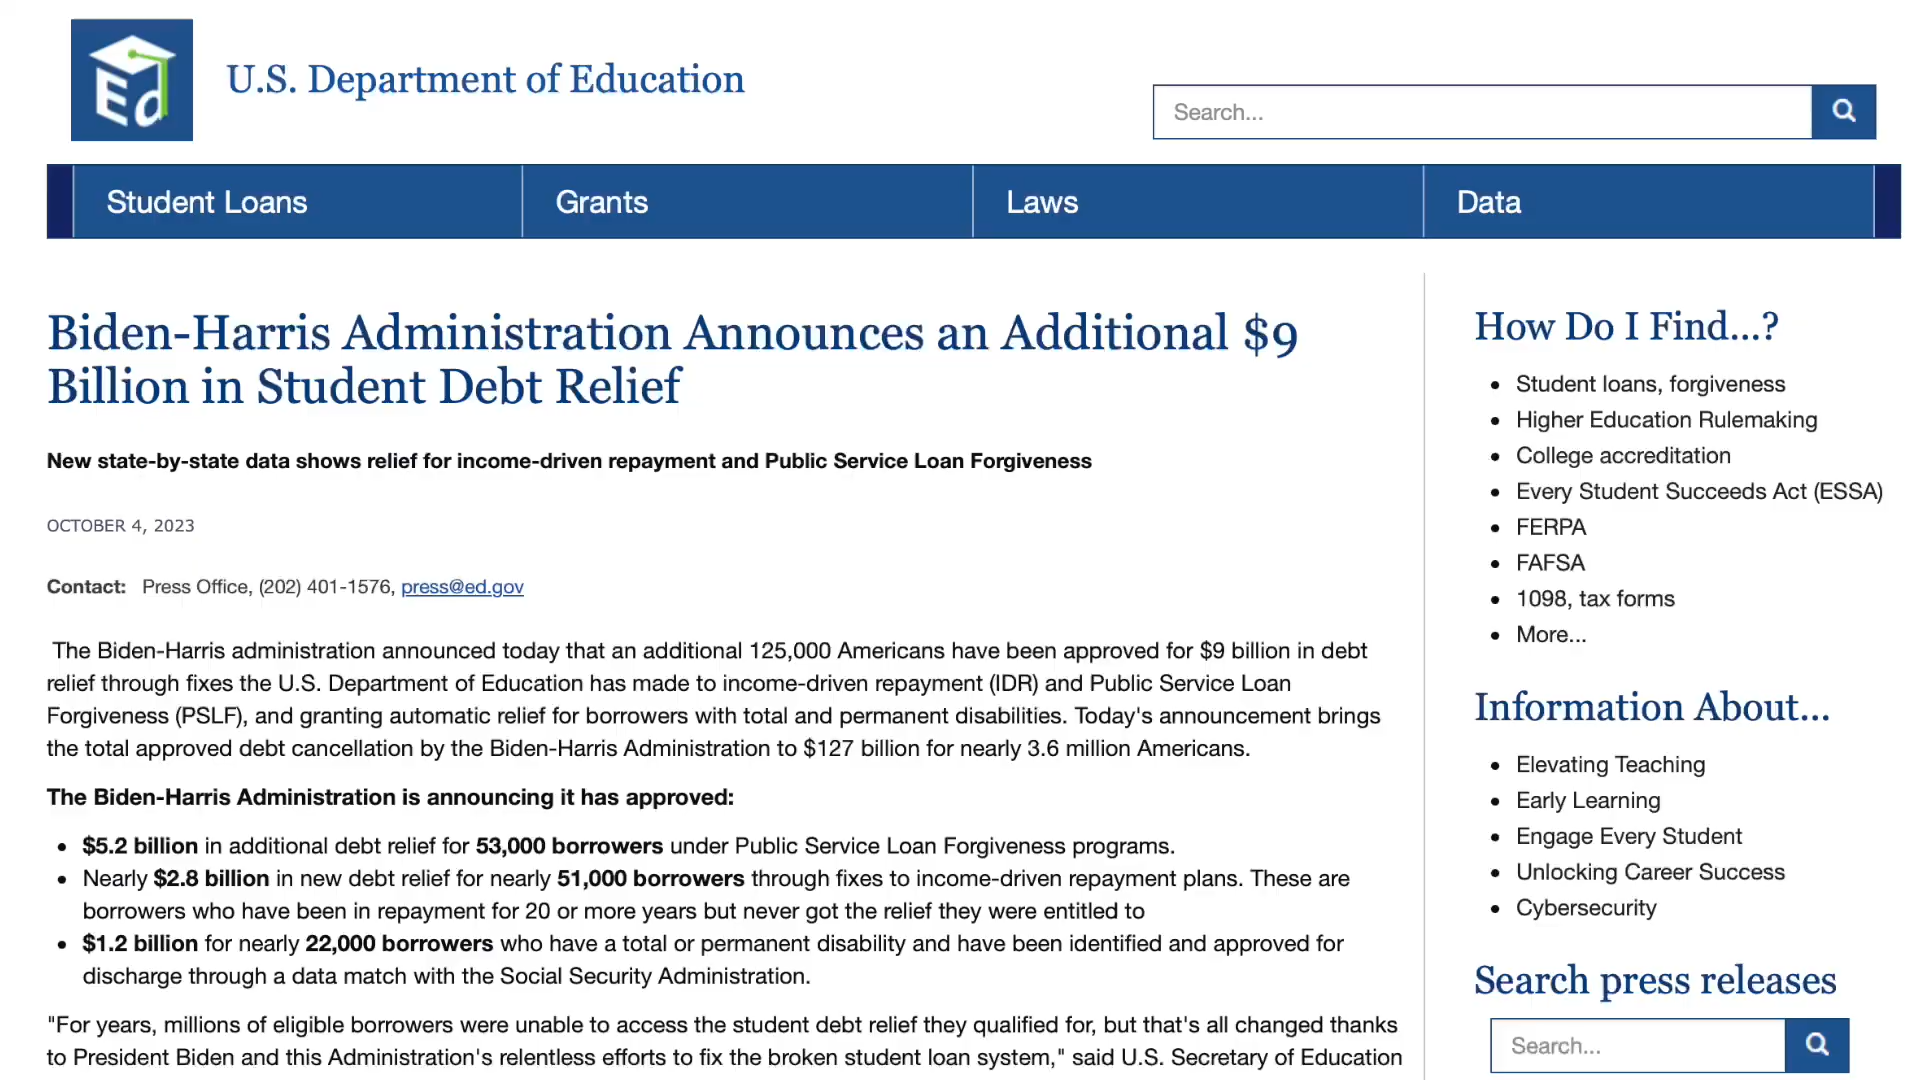 Ed
U.S. Department of Education
Search...
Student Loans
Grants
Laws
Data
Biden-Harris Administration Announces an Additional $9
Billion in Student Debt Relief
New state-by-state data shows relief for income-driven repayment and Public Service Loan Forgiveness
OCTOBER 4, 2023
Contact: Press Office, (202) 401-1576, press@ed.gov
The Biden-Harris administration announced today that an additional 125,000 Americans have been approved for $9 billion in debt
relief through fixes the U.S. Department of Education has made to income-driven repayment (IDR) and Public Service Loan
Forgiveness (PSLF), and granting automatic relief for borrowers with total and permanent disabilities. Today's announcement brings
the total approved debt cancellation by the Biden-Harris Administration to $127 billion for nearly 3.6 million Americans.
The Biden-Harris Administration is announcing it has approved:
• $5.2 billion in additional debt relief for 53,000 borrowers under Public Service Loan Forgiveness programs.
• Nearly $2.8 billion in new debt relief for nearly 51,000 borrowers through fixes to income-driven repayment plans. These are
borrowers who have been in repayment for 20 or more years but never got the relief they were entitled to
• $1.2 billion for nearly 22,000 borrowers who have a total or permanent disability and have been identified and approved for
discharge through a data match with the Social Security Administration.
"For years, millions of eligible borrowers were unable to access the student debt relief they qualified for, but that's all changed thanks
to President Biden and this Administration's relentless efforts to fix the broken student loan system," said U.S. Secretary of Education
How Do I Find...?
• Student loans, forgiveness
• Higher Education Rulemaking
• College accreditation
• Every Student Succeeds Act (ESSA)
• FERPA
• FAFSA
• 1098, tax forms
• More...
Information About...
• Elevating Teaching
• Early Learning
• Engage Every Student
• Unlocking Career Success
• Cybersecurity
Search press releases
Search...